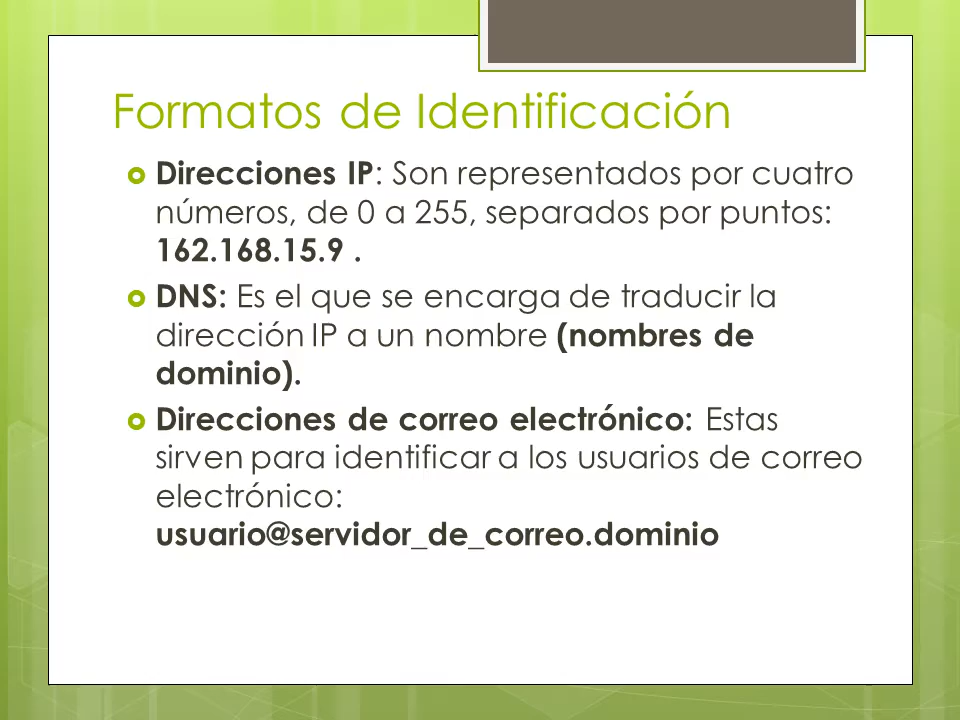 Formatos de Identificación
Direcciones IP: Son representados por cuatro
números, de 0 a 255, separados por puntos:
162.168.15.9 .
DNS: Es el que se encarga de traducir la
dirección IP a un nombre (nombres de
dominio).
Direcciones de correo electrónico: Estas
sirven para identificar a los usuarios de correo
electrónico:
usuario@servidor_de_correo.dominio